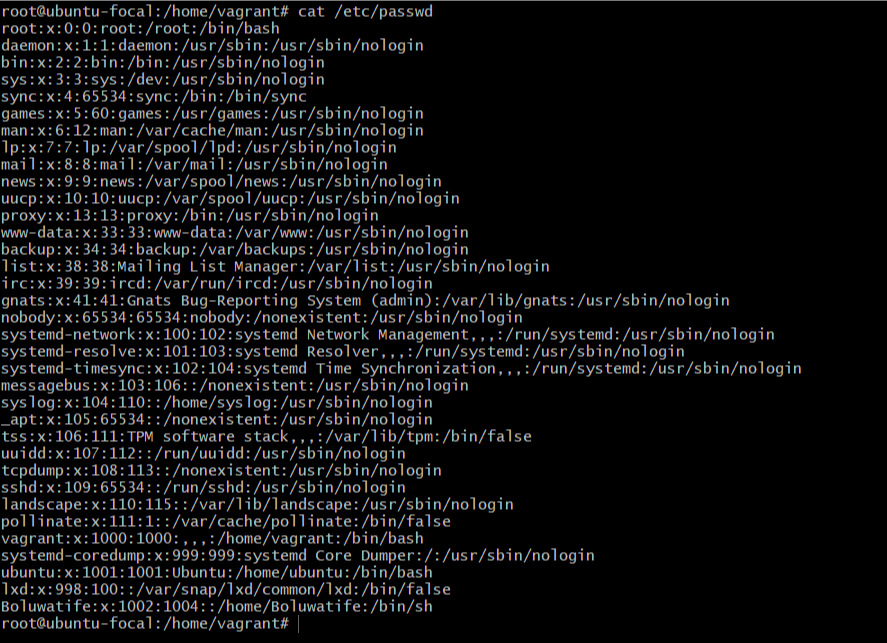 root@ubuntu-focal:/home/vagrant# cat /etc/passwd
root:x:0:0:root:/root:/bin/bash
daemon:x:1:1:daemon:/usr/sbin:/usr/sbin/nologin
bin:x:2:2:bin:/bin:/usr/sbin/nologin
sys:x:3:3:sys:/dev:/usr/sbin/nologin
sync:x:4:65534:sync:/bin:/bin/sync
games:x:5:60:games:/usr/games:/usr/sbin/nologin
man:x:6:12:man:/var/cache/man:/usr/sbin/nologin
lp:x:7:7:lp:/var/spool/lpd:/usr/sbin/nologin
mail:x:8:8:mail:/var/mail:/usr/sbin/nologin
news:x:9:9:news:/var/spool/news:/usr/sbin/nologin
uucp:x:10:10:uucp:/var/spool/uucp:/usr/sbin/nologin
proxy:x:13:13:proxy:/bin:/usr/sbin/nologin
www-data:x:33:33:www-data:/var/www:/usr/sbin/nologin
backup:x:34:34:backup:/var/backups:/usr/sbin/nologin
list:x:38:38:Mailing List Manager:/var/list:/usr/sbin/nologin
irc:x:39:39:ircd:/var/run/ircd:/usr/sbin/nologin
gnats:x:41:41:Gnats Bug-Reporting System (admin):/var/lib/gnats:/usr/sbin/nologin
nobody:x:65534:65534:nobody:/nonexistent:/usr/sbin/nologin
systemd-network:x:100:102:systemd Network Management,,,:/run/systemd:/usr/sbin/nologin
systemd-resolve:x:101:103:systemd Resolver,,,:/run/systemd:/usr/sbin/nologin
systemd-timesync:x:102:104:systemd Time Synchronization,,,:/run/systemd:/usr/sbin/nologin
messagebus:x:103:106::/nonexistent:/usr/sbin/nologin
syslog:x:104:110::/home/syslog:/usr/sbin/nologin
_apt:x:105:65534::/nonexistent:/usr/sbin/nologin
tss:x:106:111:TPM software stack,,,:/var/lib/tpm:/bin/false
uuidd:x:107:112::/run/uuidd:/usr/sbin/nologin
tcpdump:x:108:113::/nonexistent:/usr/sbin/nologin
sshd:x:109:65534::/run/sshd:/usr/sbin/nologin
landscape:x:110:115::/var/lib/landscape:/usr/sbin/nologin
pollinate:x:111:1::/var/cache/pollinate:/bin/false
vagrant:x:1000:1000:,,,:/home/vagrant:/bin/bash
systemd-coredump:x:999:999:systemd Core Dumper:/:/usr/sbin/nologin
ubuntu:x:1001:1001:Ubuntu:/home/ubuntu:/bin/bash
lxd:x:998:100::/var/snap/lxd/common/lxd:/bin/false
Boluwatife:x:1002:1004::/home/Boluwatife:/bin/sh
root@ubuntu-focal:/home/vagrant#